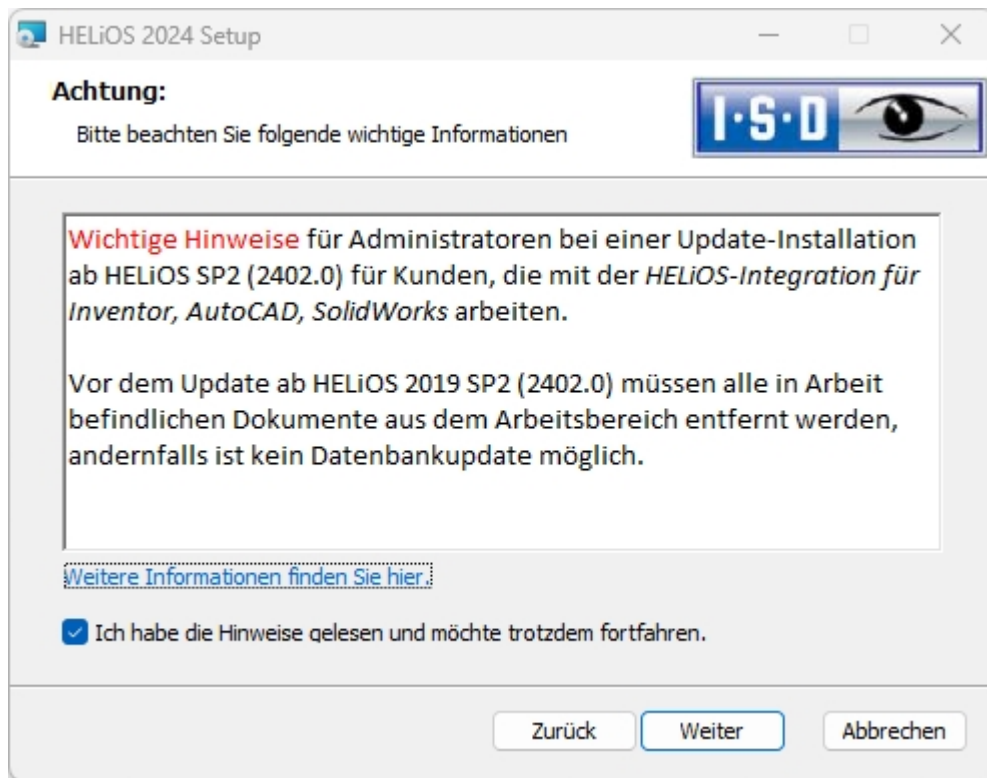 HELiOS 2024 Setup
Achtung:
Bitte beachten Sie folgende wichtige Informationen
I·S·D
Wichtige Hinweise für Administratoren bei einer Update-Installation
ab HELiOS SP2 (2402.0) für Kunden, die mit der HELiOS-Integration für
Inventor, AutoCAD, SolidWorks arbeiten.
Vor dem Update ab HELiOS 2019 SP2 (2402.0) müssen alle in Arbeit
befindlichen Dokumente aus dem Arbeitsbereich entfernt werden,
andernfalls ist kein Datenbankupdate möglich.
Weitere Informationen finden Sie hier.
Ich habe die Hinweise gelesen und möchte trotzdem fortfahren.
Zurück Weiter Abbrechen